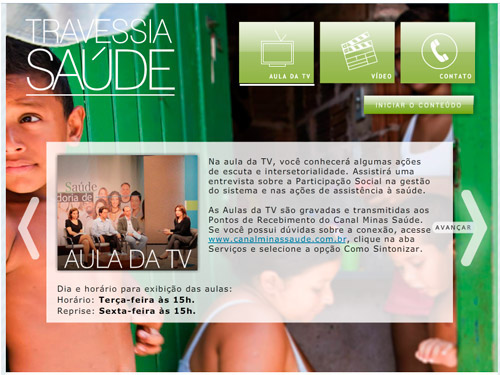 TRAVESSIA
SAÚDE
AULA DA TV
VÍDEO
CONTATO
INICIAR O CONTEÚDO
Na aula da TV, você conhecerá algumas ações
de escuta e intersetorialidade. Assistirá uma
entrevista sobre a Participação Social na gestão
do sistema e nas ações de assistência à saúde.
As Aulas da TV são gravadas e transmitidas aos
Pontos de Recebimento do Canal Minas Saúde.
Se você possui dúvidas sobre a conexão, acesse
www.canalminassaude.com.br, clique na aba
Serviços e selecione a opção Como Sintonizar.
AVANÇAR
Saúde
doria de
AULA DA TV
Dia e horário para exibição das aulas:
Horário: Terça-feira às 15h.
Reprise: Sexta-feira às 15h.